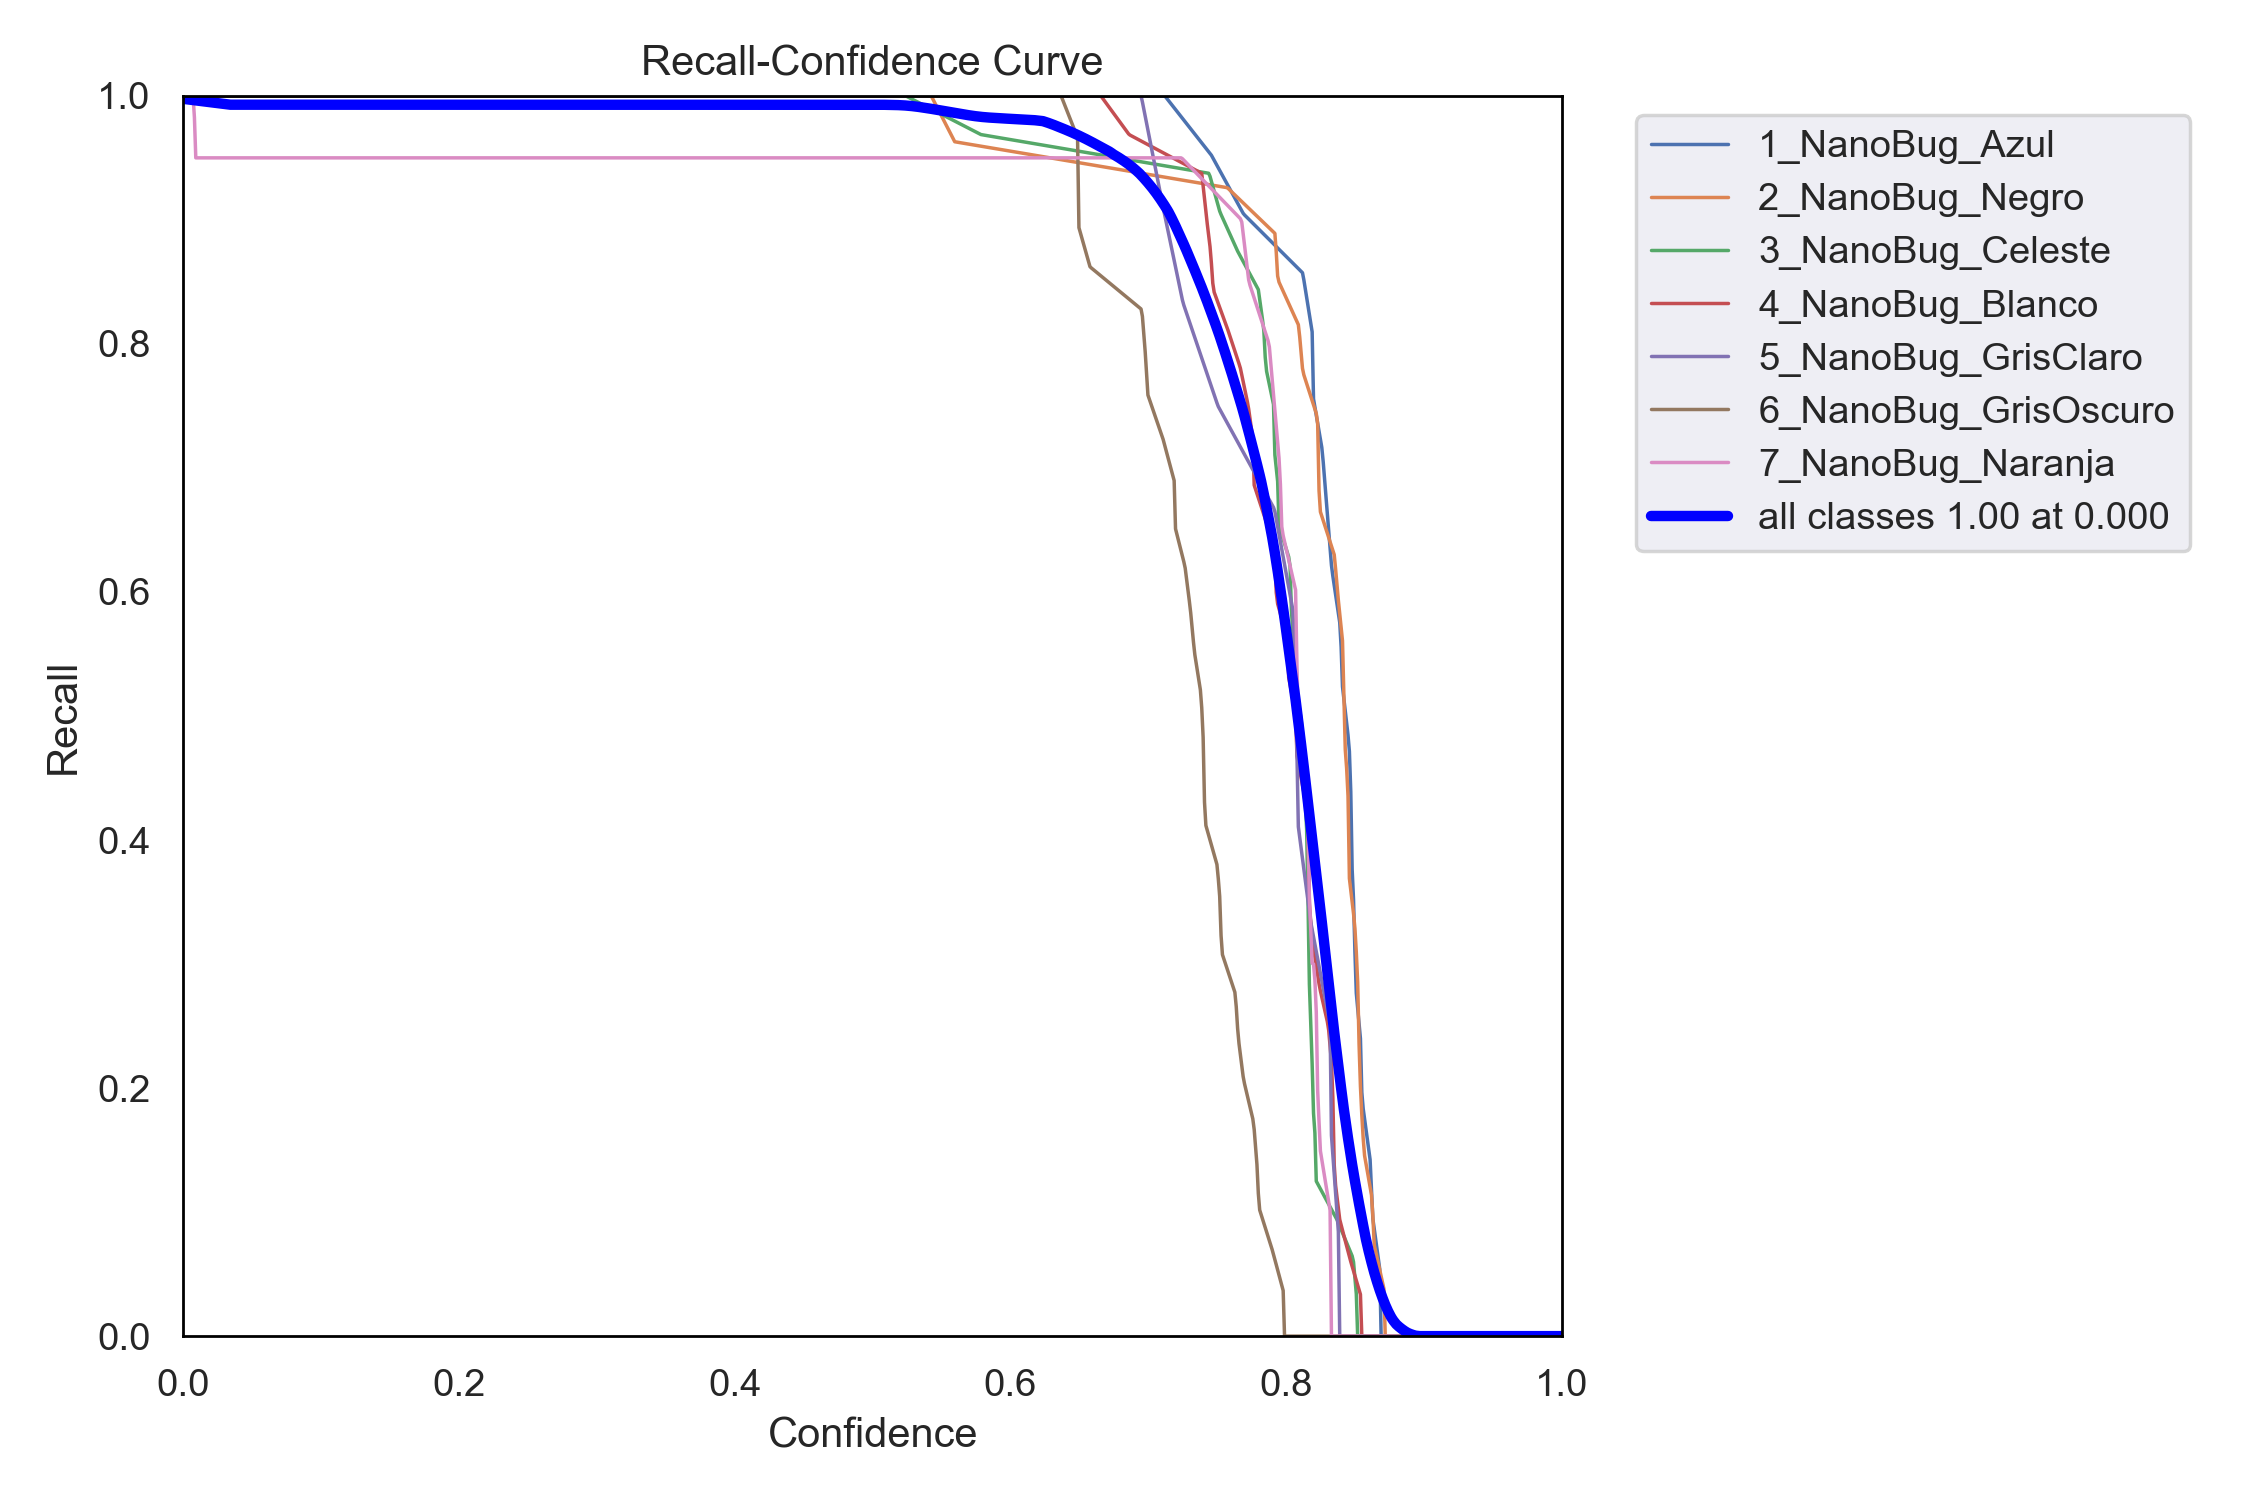 Recall-Confidence Curve
1.0
0.8
0.6
0.4
0.2
0.0
Recall
0.0 0.2 0.4 0.6 0.8 1.0
Confidence
1_NanoBug_Azul
2_NanoBug_Negro
3_NanoBug_Celeste
4_NanoBug_Blanco
5_NanoBug_GrisClaro
6_NanoBug_GrisOscuro
7_NanoBug_Naranja
all classes 1.00 at 0.000